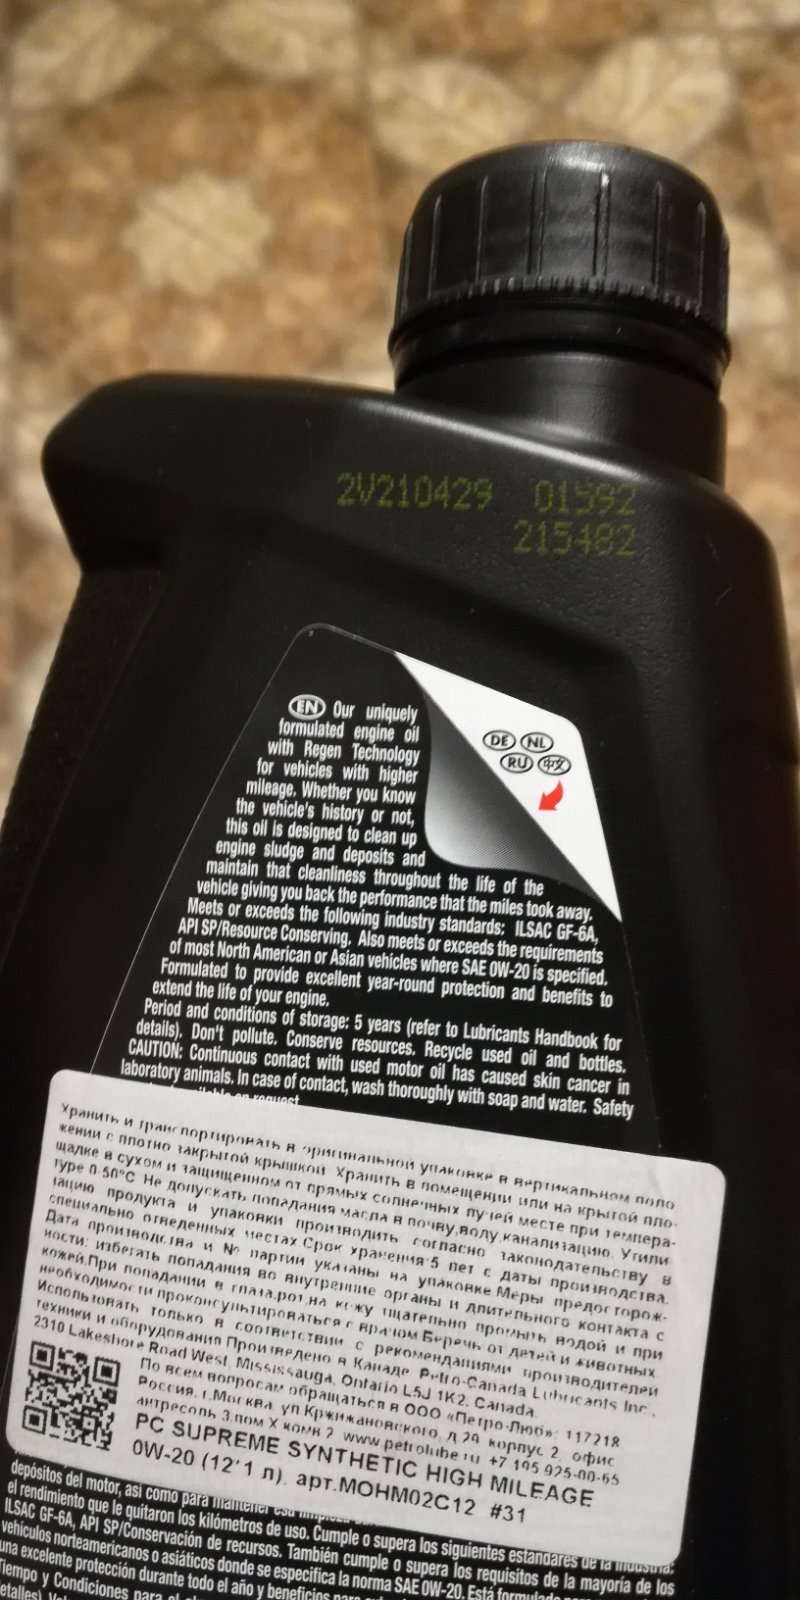 2V210429 01592
215482
EN Our uniquely
formulated engine oil
with Regen Technology
for vehicles with higher
mileage. Whether you know
the vehicle's history or not,
this oil is designed to clean up
engine sludge and deposits and
maintain that cleanliness throughout the life of the
vehicle giving you back the performance that the miles took away.
Meets or exceeds the following industry standards: ILSAC GF-6A,
API SP/Resource Conserving. Also meets or exceeds the requirements
of most North American or Asian vehicles where SAE 0W-20 is specified.
Formulated to provide excellent year-round protection and benefits to
extend the life of your engine.
Period and conditions of storage: 5 years (refer to Lubricants Handbook for
details). Don't pollute. Conserve resources. Recycle used oil and bottles.
CAUTION: Continuous contact with used motor oil has caused skin cancer in
laboratory animals. In case of contact, wash thoroughly with soap and water. Safety
request.
DE NL
RU 中文
Хранить и транспортировать в оригинальной упаковке в вертикальном поло
жении с плотно закрытой крышкой. Хранить в помещении или на крытой пло-
щадке в сухом и защищенном от прямых солнечных лучей месте при темпера-
туре 0-50°С Не допускать попадания масла в почву,воду,канализацию. Утили
зацию продукта и упаковки производить согласно законодательству в
специально отведенных местах Срок хранения-5 лет с даты производства.
Дата производства и № партии указаны на упаковке.Меры предосторож-
ности: избегать попадания во внутренние органы и длительного контакта с
кожей.При попадании в глаза,рот,на кожу тщательно промыть водой и при
необходимости проконсультироваться с врачом Беречь от детей и животных.
Использовать только в соответствии с рекомендациями производителей
техники и оборудования Произведено в Канаде. Petro-Canada Lubricants Inc.,
2310 Lakeshore Road West, Mississauga, Ontario L5J 1K2, Canada.
По всем вопросам обращаться в ООО «Петро-Люб»: 117218
Россия, г.Москва, ул Кржижановского, д 29, корпус 2, офис
антресоль 3,пом X комн 2 www.petrolube.ru +7 495 925-00-65
PC SUPREME SYNTHETIC HIGH MILEAGE
0W-20 (12*1 л), арт.MOHM02C12 #31
depósitos del motor, así como para mantener esa limpieza
el rendimiento que le quitaron los kilómetros de uso. Cumple o supera los siguientes estándares de la industria:
ILSAC GF-6A, API SP/Conservación de recursos. También cumple o supera los requisitos de la mayoría de los
vehículos norteamericanos o asiáticos donde se especifica la norma SAE 0W-20. Está formulado
una excelente protección durante todo el año y beneficios para
Tiempo y Condiciones para el